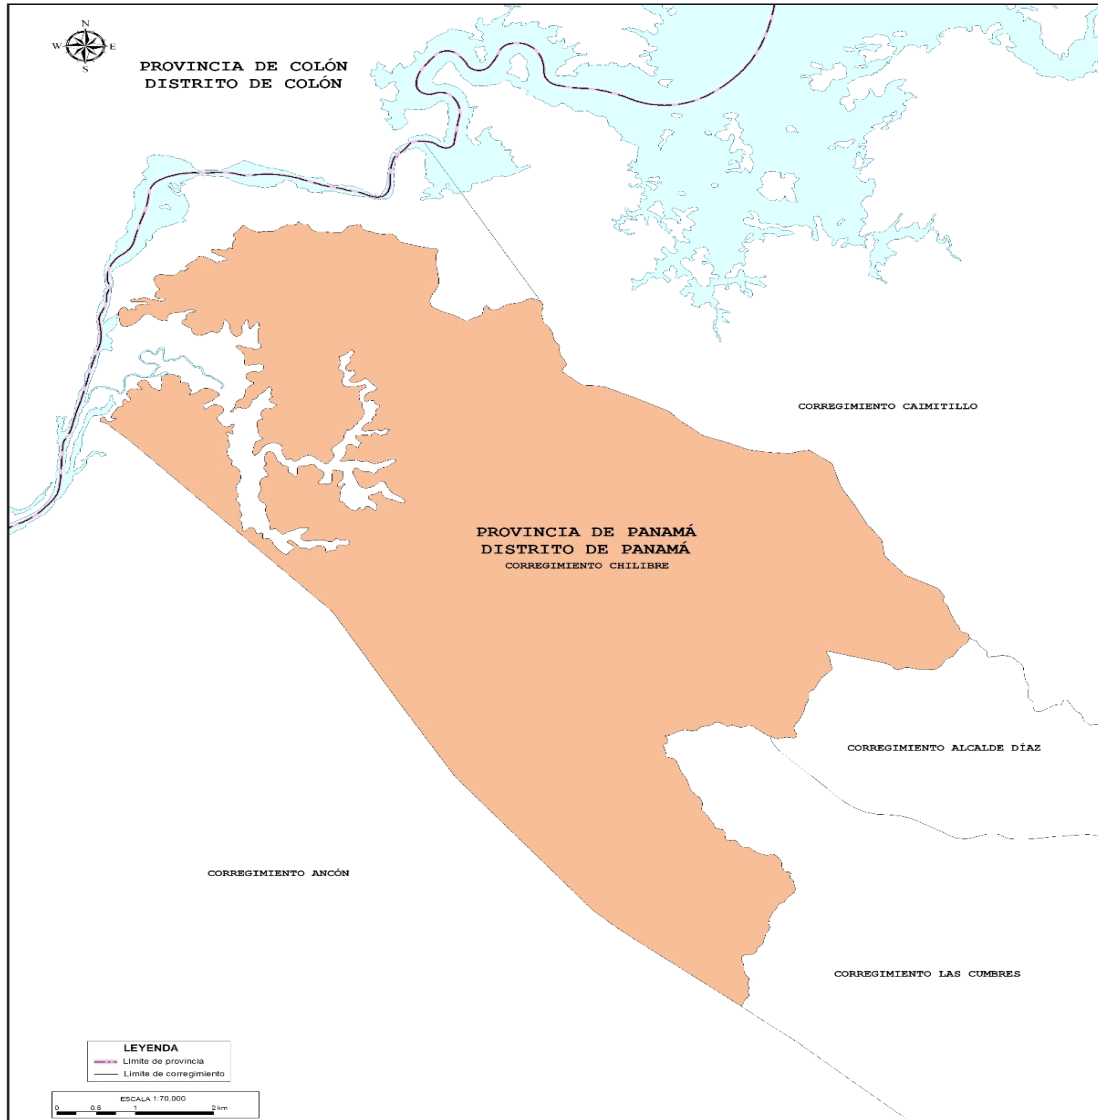 N
W E
S
PROVINCIA DE COLÓN
DISTRITO DE COLÓN
CORREGIMIENTO CAIMITILLO
PROVINCIA DE PANAMÁ
DISTRITO DE PANAMÁ
CORREGIMIENTO CHILIBRE
CORREGIMIENTO ALCALDE DÍAZ
CORREGIMIENTO ANCÓN
CORREGIMIENTO LAS CUMBRES
LEYENDA
Límite de provincia
Límite de corregimiento
ESCALA 1:70,000
0 0.5 1 2 km